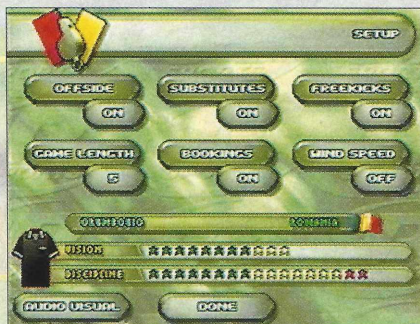 SETUP
OFFSIDE SUBSTITUTES FREEKICKS
ON ON ON
GAME LENGTH BOOKINGS WIND SPEED
5 ON OFF
ROMANIA
VISION
DISCIPLINE
AUDIO VISUAL DONE